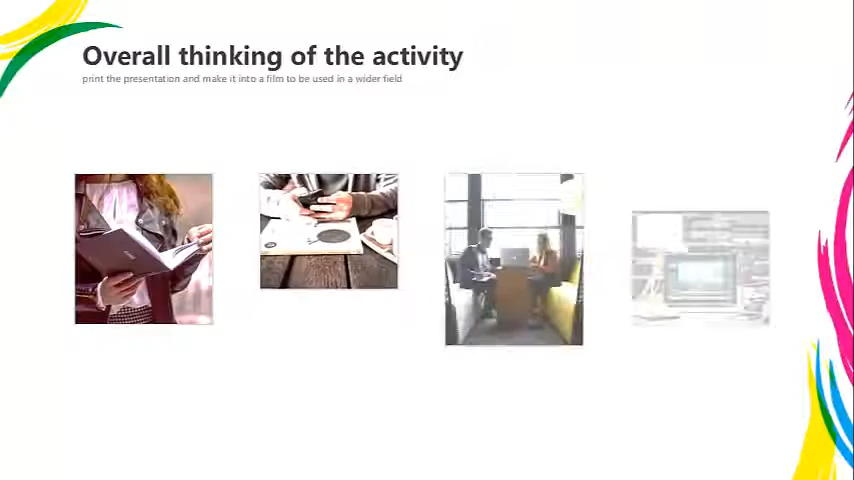 Overall thinking of the activity
print the presentation and make it into a film to be used in a wider field